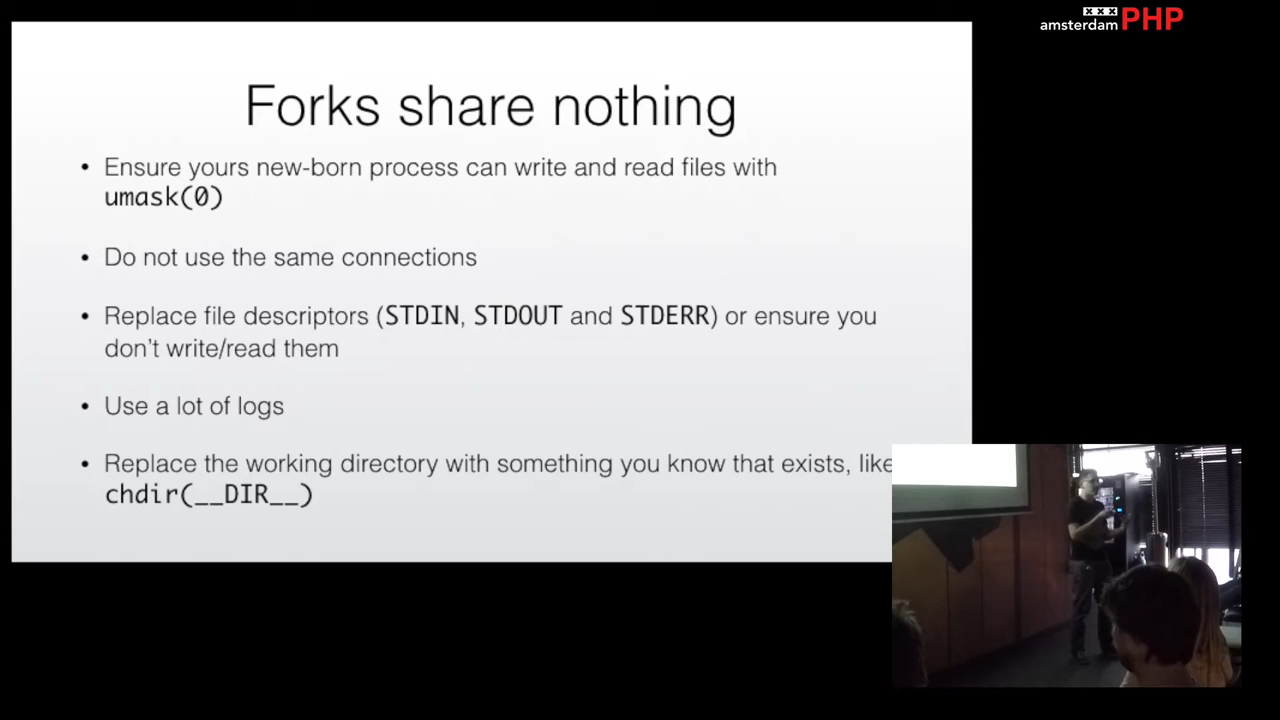 amsterdamPHP
Forks share nothing
• Ensure yours new-born process can write and read files with
umask(0)
• Do not use the same connections
• Replace file descriptors (STDIN, STDOUT and STDERR) or ensure you
don't write/read them
• Use a lot of logs
• Replace the working directory with something you know that exists, like
chdir(__DIR__)